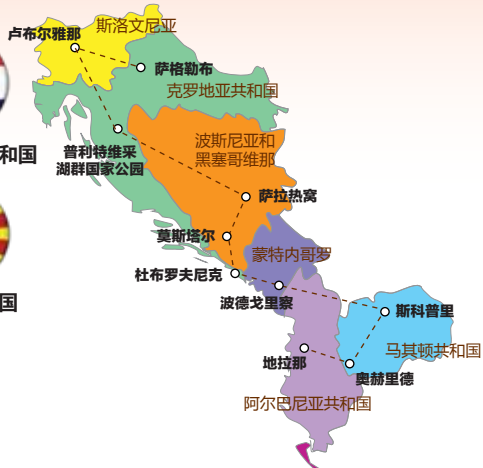 斯洛文尼亚
卢布尔雅那
萨格勒布
克罗地亚共和国
和国
普利特维采
湖群国家公园
波斯尼亚和
黑塞哥维那
萨拉热窝
莫斯塔尔
蒙特内哥罗
杜布罗夫尼克
国
波德戈里察
斯科普里
地拉那
马其顿共和国
奥赫里德
阿尔巴尼亚共和国